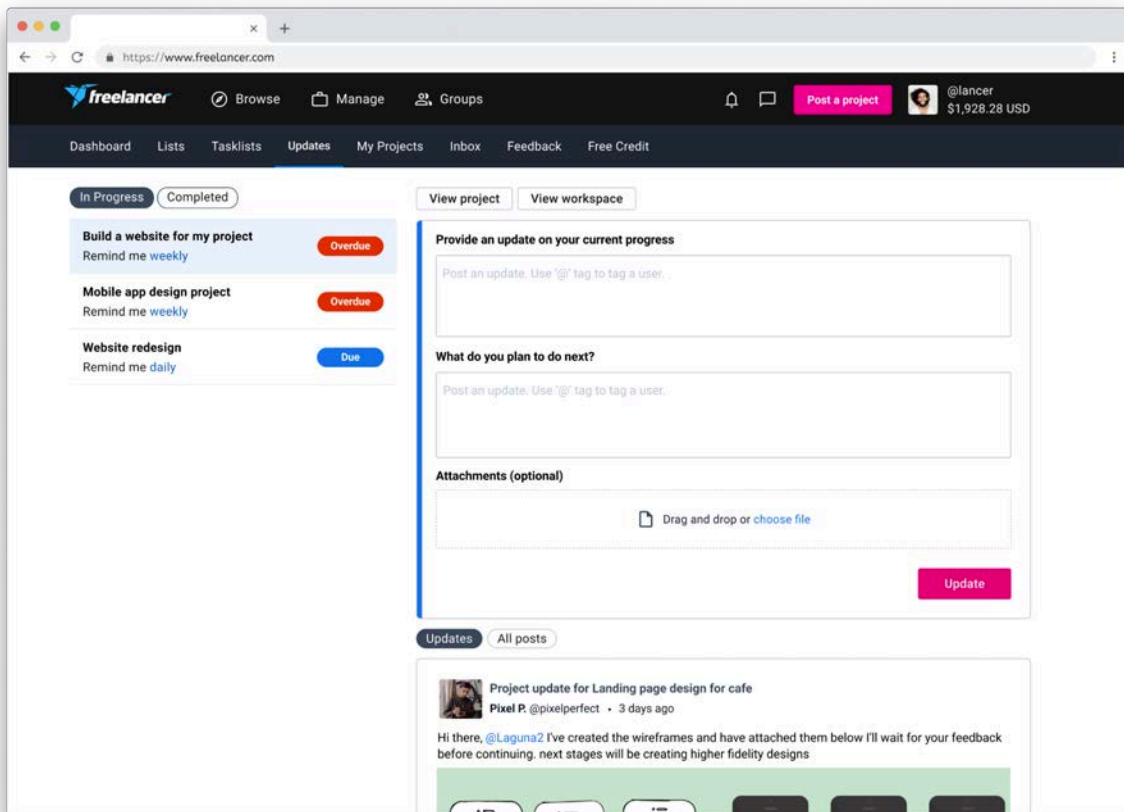 https://www.freelancer.com
freelancer
Browse
Manage
Groups
Post a project
@lancer
$1,928.28 USD
Dashboard
Lists
Tasklists
Updates
My Projects
Inbox
Feedback
Free Credit
In Progress
Completed
Build a website for my project
Remind me weekly
Overdue
Mobile app design project
Remind me weekly
Overdue
Website redesign
Remind me daily
Due
View project
View workspace
Provide an update on your current progress
Post an update. Use '@' tag to tag a user.
What do you plan to do next?
Post an update. Use '@' tag to tag a user.
Attachments (optional)
Drag and drop or choose file
Update
Updates
All posts
Project update for Landing page design for cafe
Pixel P. @pixelperfect • 3 days ago
Hi there, @Laguna2 I've created the wireframes and have attached them below I'll wait for your feedback
before continuing. next stages will be creating higher fidelity designs